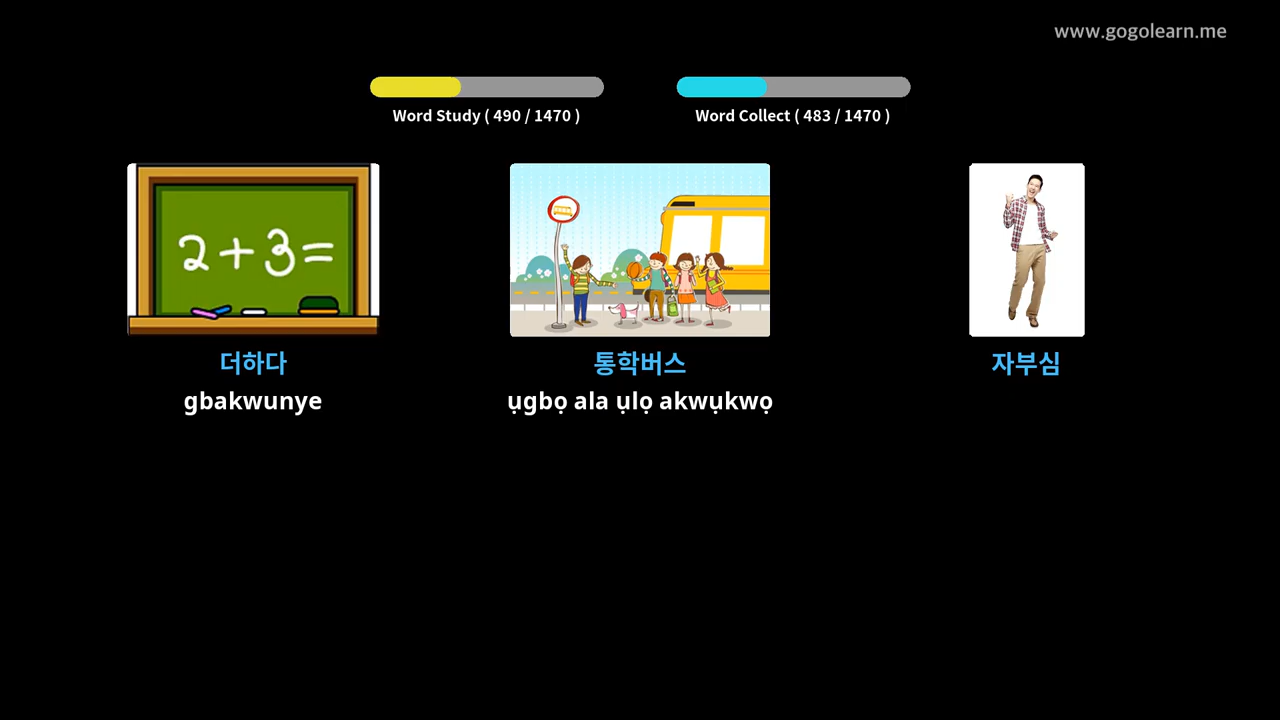 www.gogolearn.me
Word Study ( 490 / 1470 )
Word Collect ( 483 / 1470 )
2+3=
더하다
통학버스
자부심
gbakwunye
ụgbọ ala ụlọ akwụkwọ